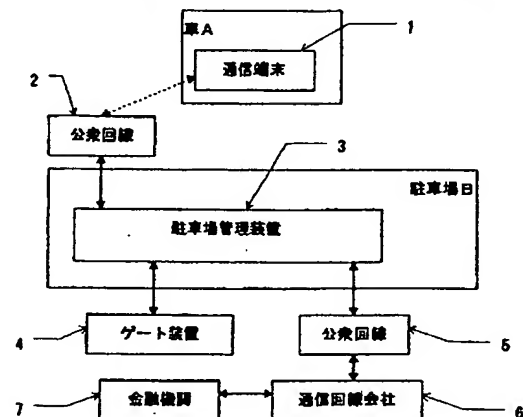 車A
1
通信端末
2
公衆回線
3
駐車場B
駐車場管理装置
4
ゲート装置
公衆回線
5
7
金融機関
通信回線会社
6